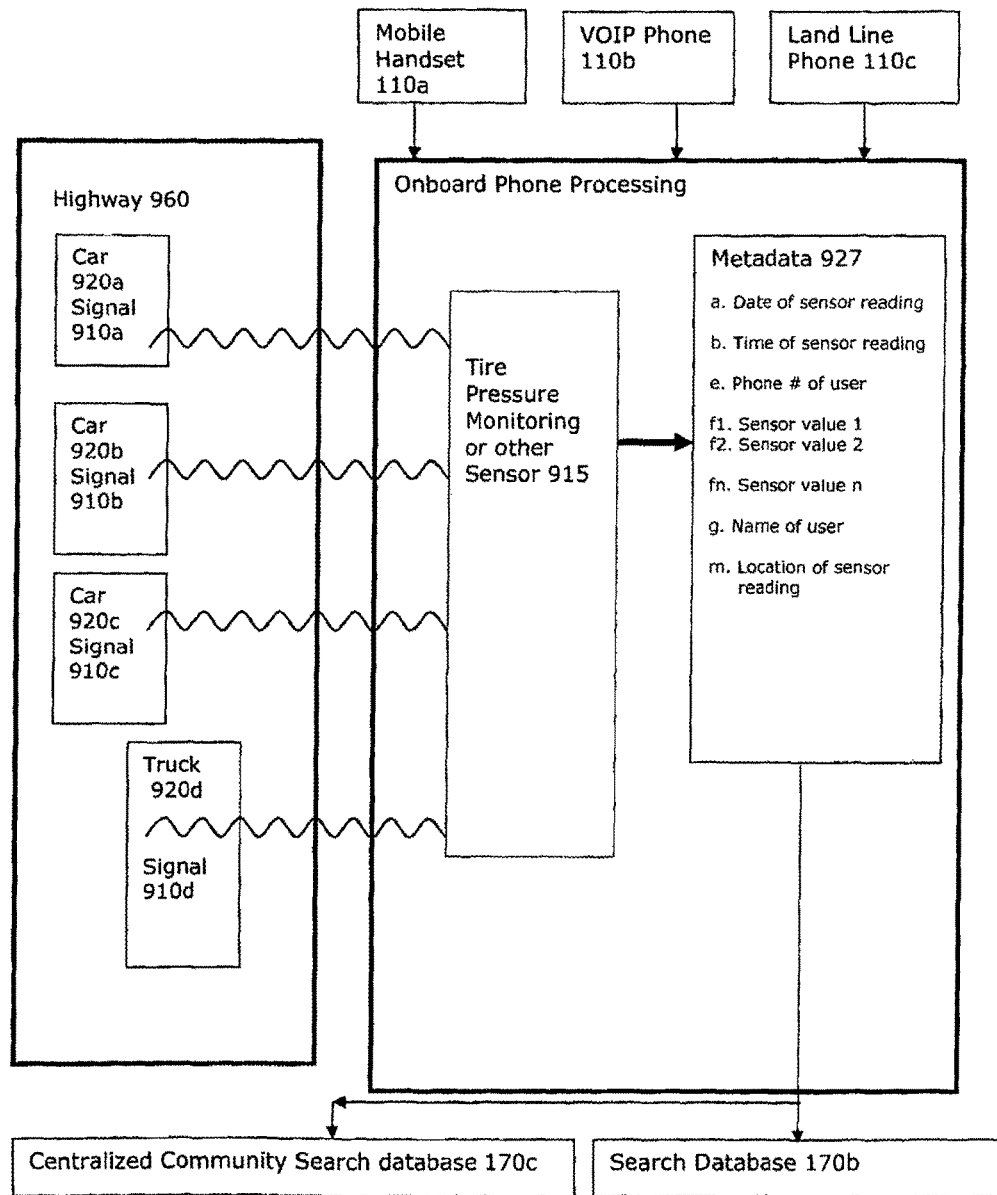 Mobile
Handset
110a
VOIP Phone
110b
Land Line
Phone 110c
Highway 960
Car
920a
Signal
910a
Car
920b
Signal
910b
Car
920c
Signal
910c
Truck
920d
Signal
910d
Onboard Phone Processing
Tire
Pressure
Monitoring
or other
Sensor 915
Metadata 927
a. Date of sensor reading
b. Time of sensor reading
e. Phone # of user
f1. Sensor value 1
f2. Sensor value 2
fn. Sensor value n
g. Name of user
m. Location of sensor
reading
Centralized Community Search database 170c
Search Database 170b